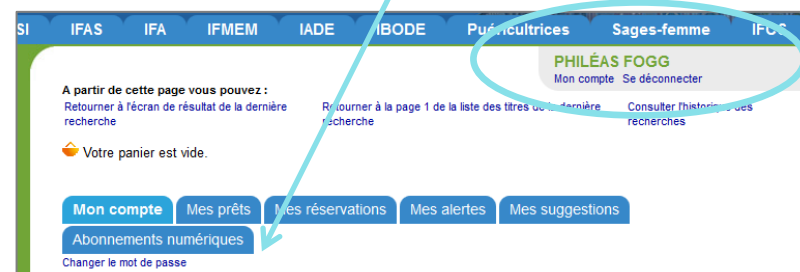 SI IFAS IFA IFMEM IADE IBODE Puéricultrices Sages-femme IFCS
PHILÉAS FOGG
Mon compte Se déconnecter
A partir de cette page vous pouvez :
Retourner à l'écran de résultat de la dernière recherche
Retourner à la page 1 de la liste des titres de la dernière recherche
Consulter l'historique des recherches
Votre panier est vide.
Mon compte Mes prêts Mes réservations Mes alertes Mes suggestions
Abonnements numériques
Changer le mot de passe